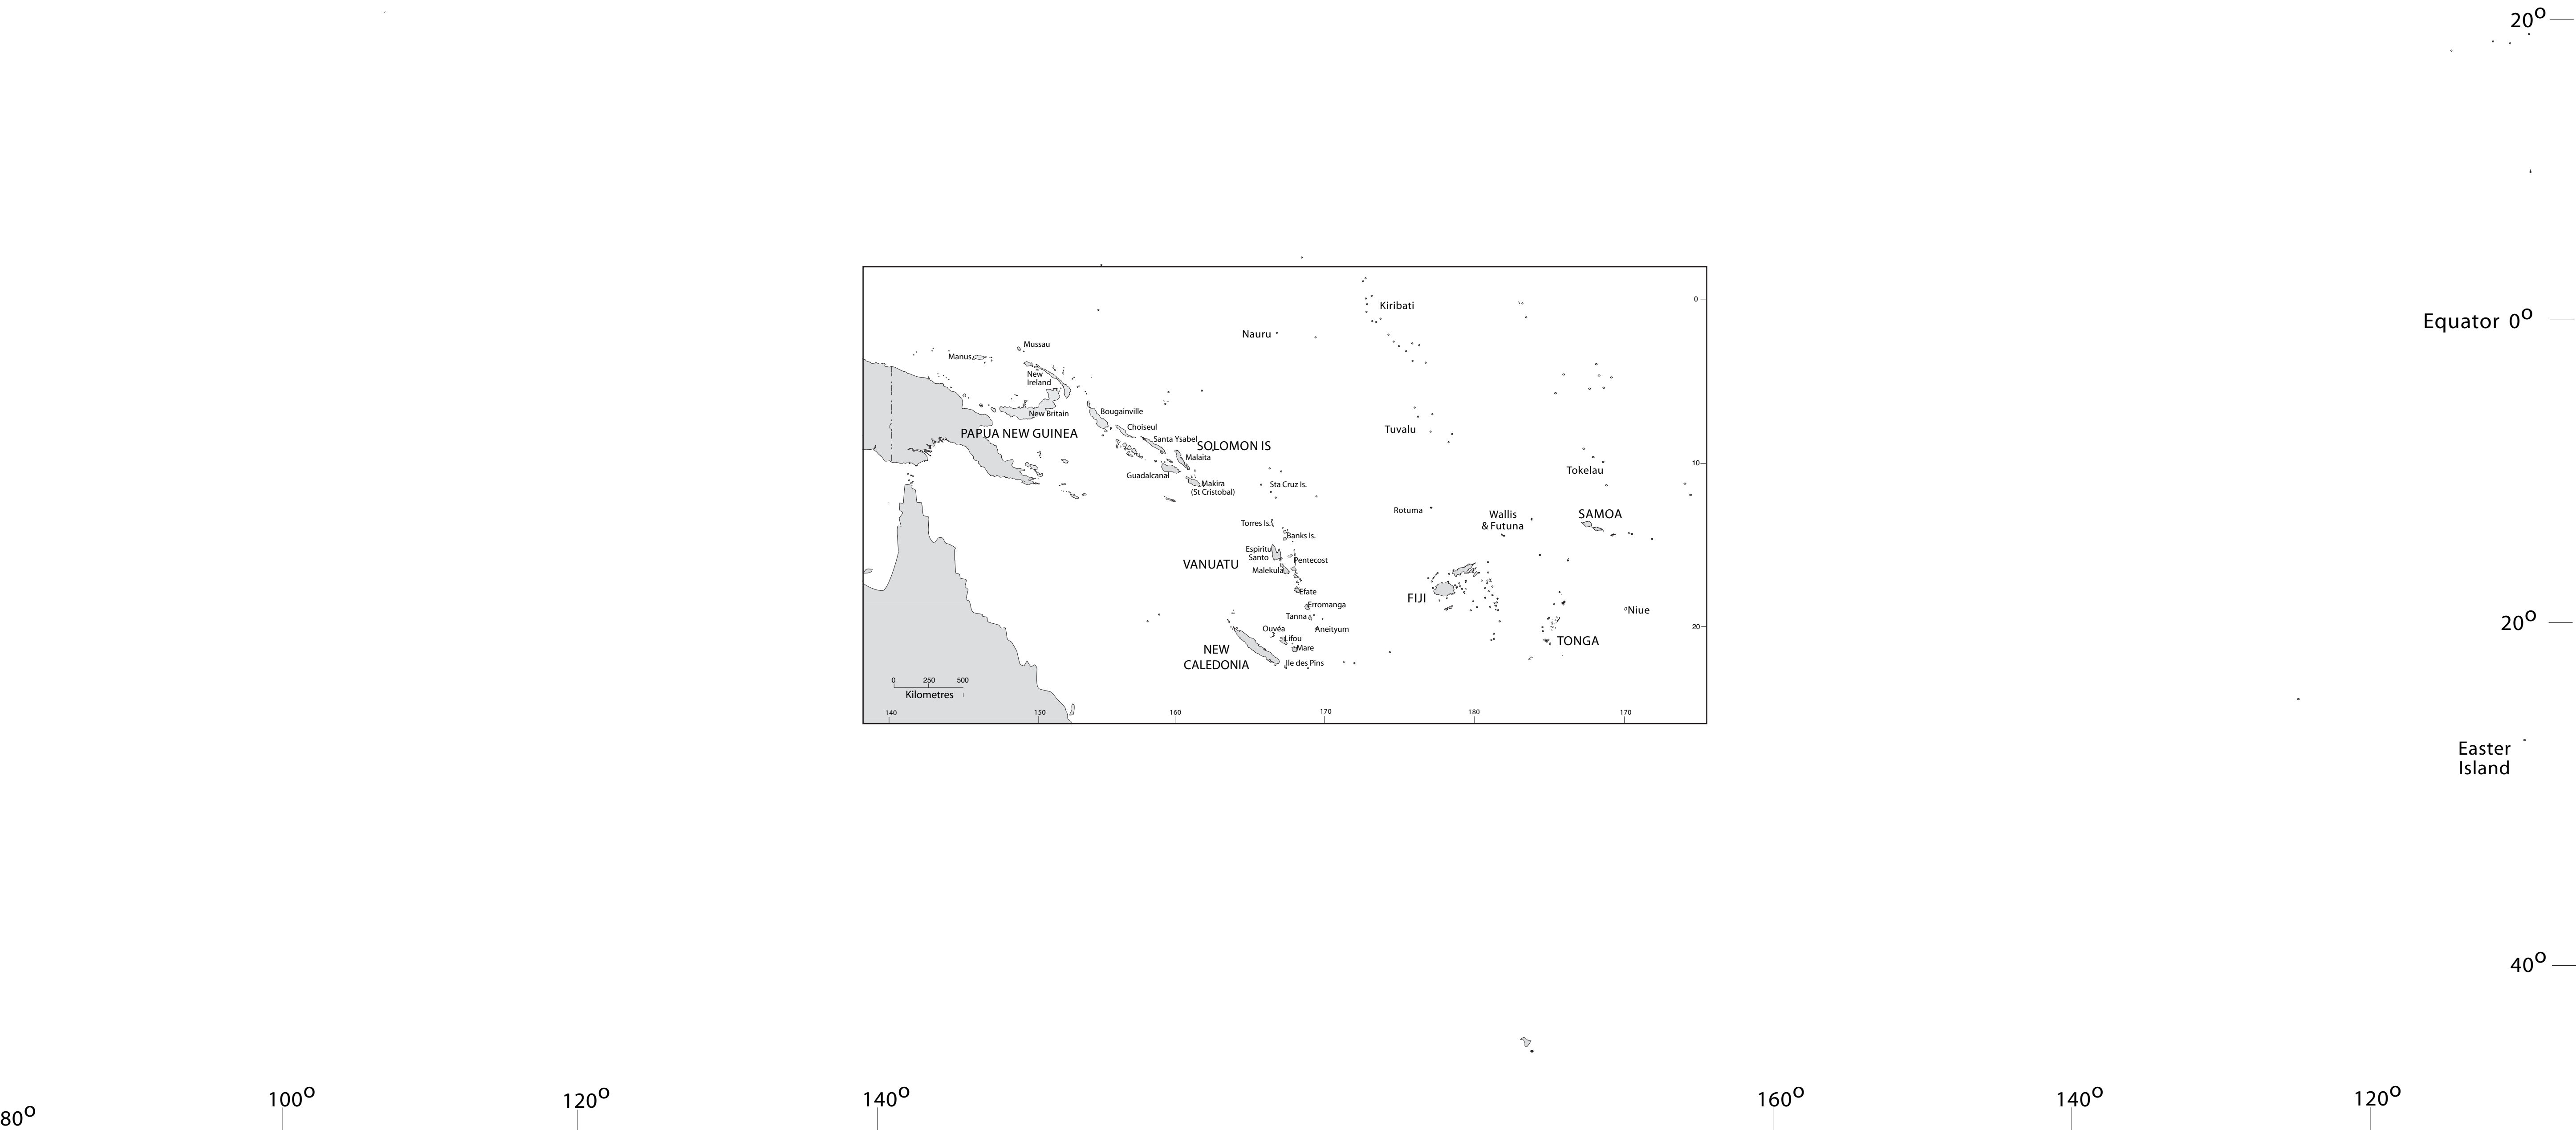 20°
Kiribati
0
Equator 0°
Nauru
Mussau
Manus
New
Ireland
New Britain
Bougainville
Choiseul
Tuvalu
PAPUA NEW GUINEA
Santa Ysabel
SOLOMON IS
Malaita
10
Tokelau
Guadalcanal
Makira
(St Cristobal)
Sta Cruz Is.
Rotuma
Wallis
& Futuna
SAMOA
Torres Is.
Banks Is.
Espiritu
Santo
Pentecost
VANUATU
Malekula
Efate
FIJI
Erromanga
Niue
Tanna
20°
Ouvéa
Aneityum
20
Lifou
TONGA
Mare
NEW
CALEDONIA
Ile des Pins
0 250 500
Kilometres
140 150 160 170 180 170
Easter
Island
40°
80° 100° 120° 140° 160° 140° 120°